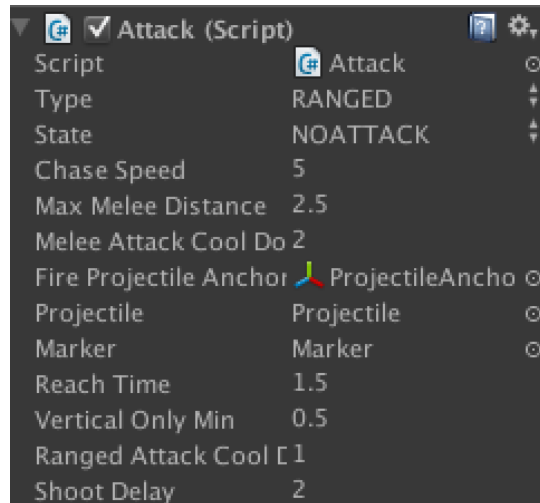 Attack (Script)
Script Attack
Type RANGED
State NOATTACK
Chase Speed 5
Max Melee Distance 2.5
Melee Attack Cool Do 2
Fire Projectile Anchor ProjectileAncho
Projectile Projectile
Marker Marker
Reach Time 1.5
Vertical Only Min 0.5
Ranged Attack Cool D 1
Shoot Delay 2